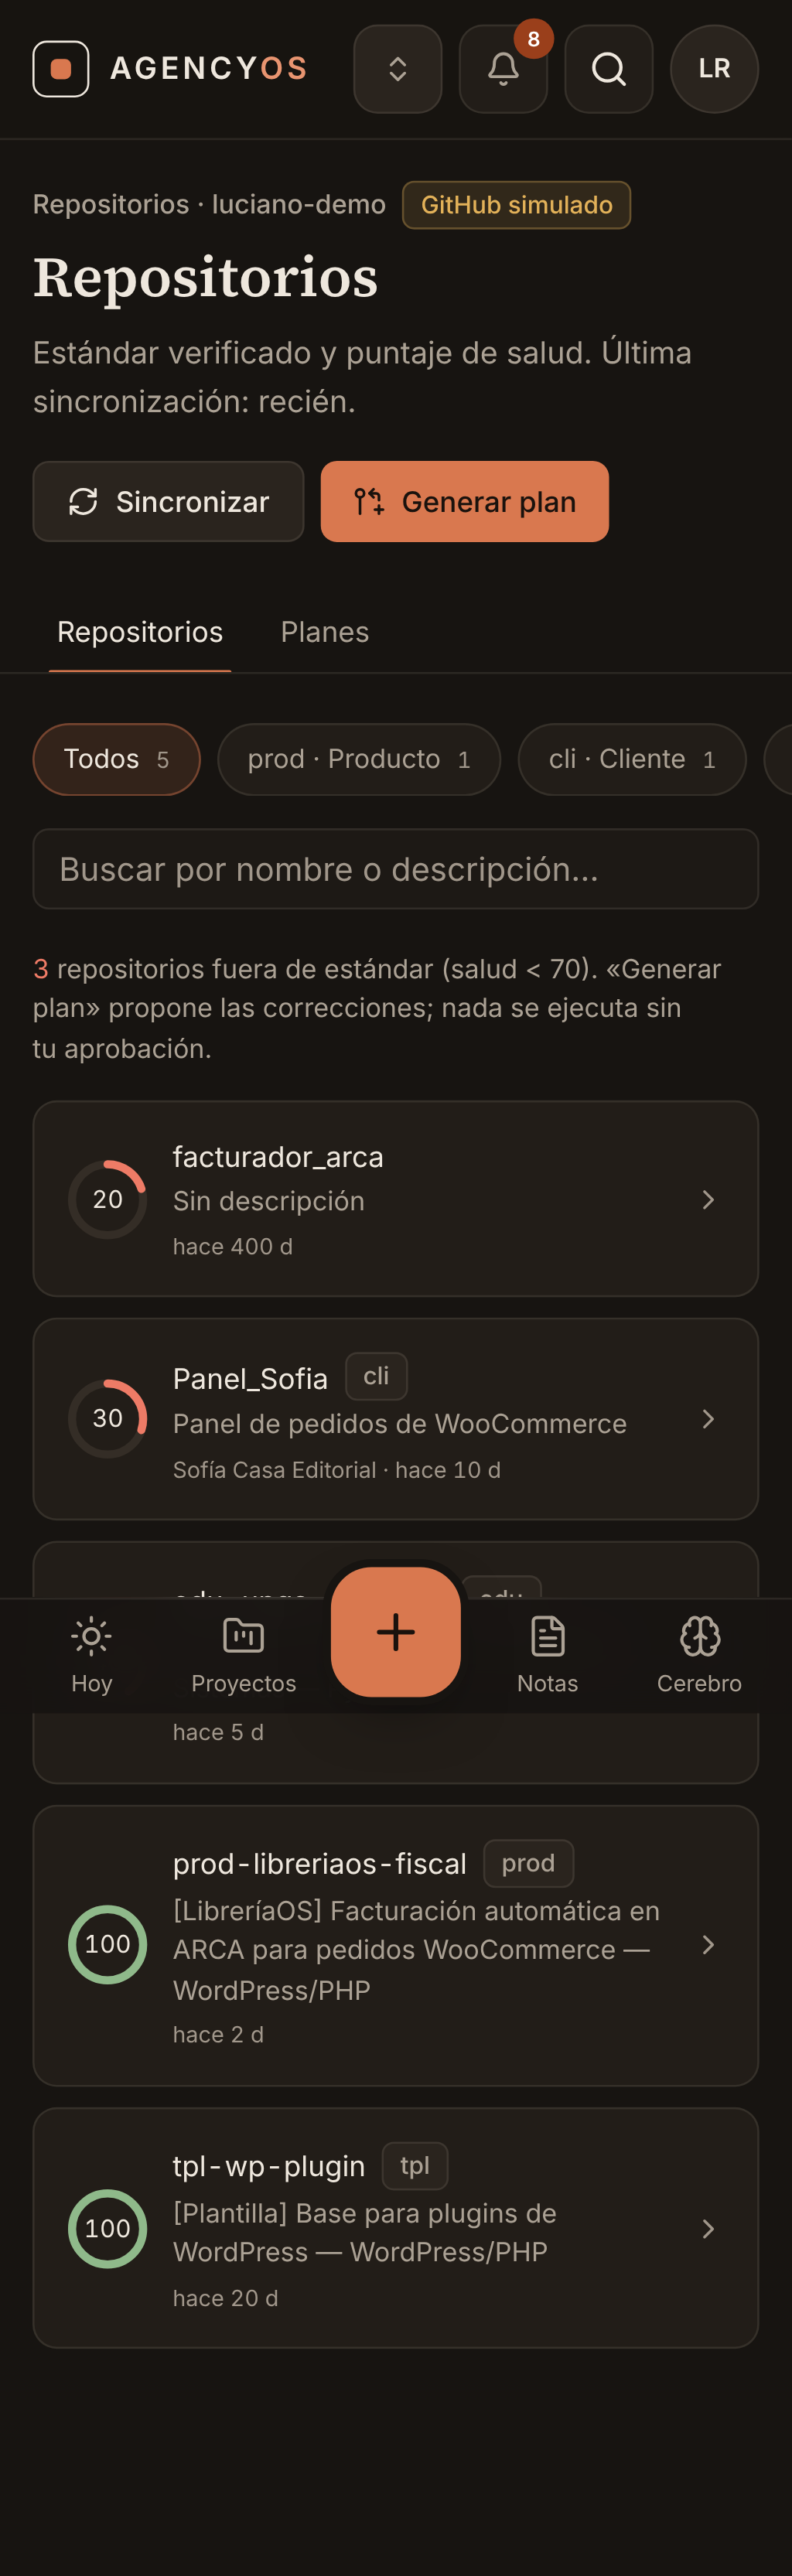 AGENCYOS
8
LR
Repositorios · luciano-demo
GitHub simulado
Repositorios
Estándar verificado y puntaje de salud. Última
sincronización: recién.
Sincronizar
Generar plan
Repositorios
Planes
Todos 5
prod · Producto 1
cli · Cliente 1
Buscar por nombre o descripción...
3 repositorios fuera de estándar (salud < 70). «Generar
plan» propone las correcciones; nada se ejecuta sin
tu aprobación.
20
facturador_arca
Sin descripción
hace 400 d
30
Panel_Sofia
cli
Panel de pedidos de WooCommerce
Sofía Casa Editorial · hace 10 d
edu
Hoy
Proyectos
Notas
Cerebro
hace 5 d
100
prod-libreriaos-fiscal
prod
[LibreríaOS] Facturación automática en
ARCA para pedidos WooCommerce —
WordPress/PHP
hace 2 d
100
tpl-wp-plugin
tpl
[Plantilla] Base para plugins de
WordPress — WordPress/PHP
hace 20 d